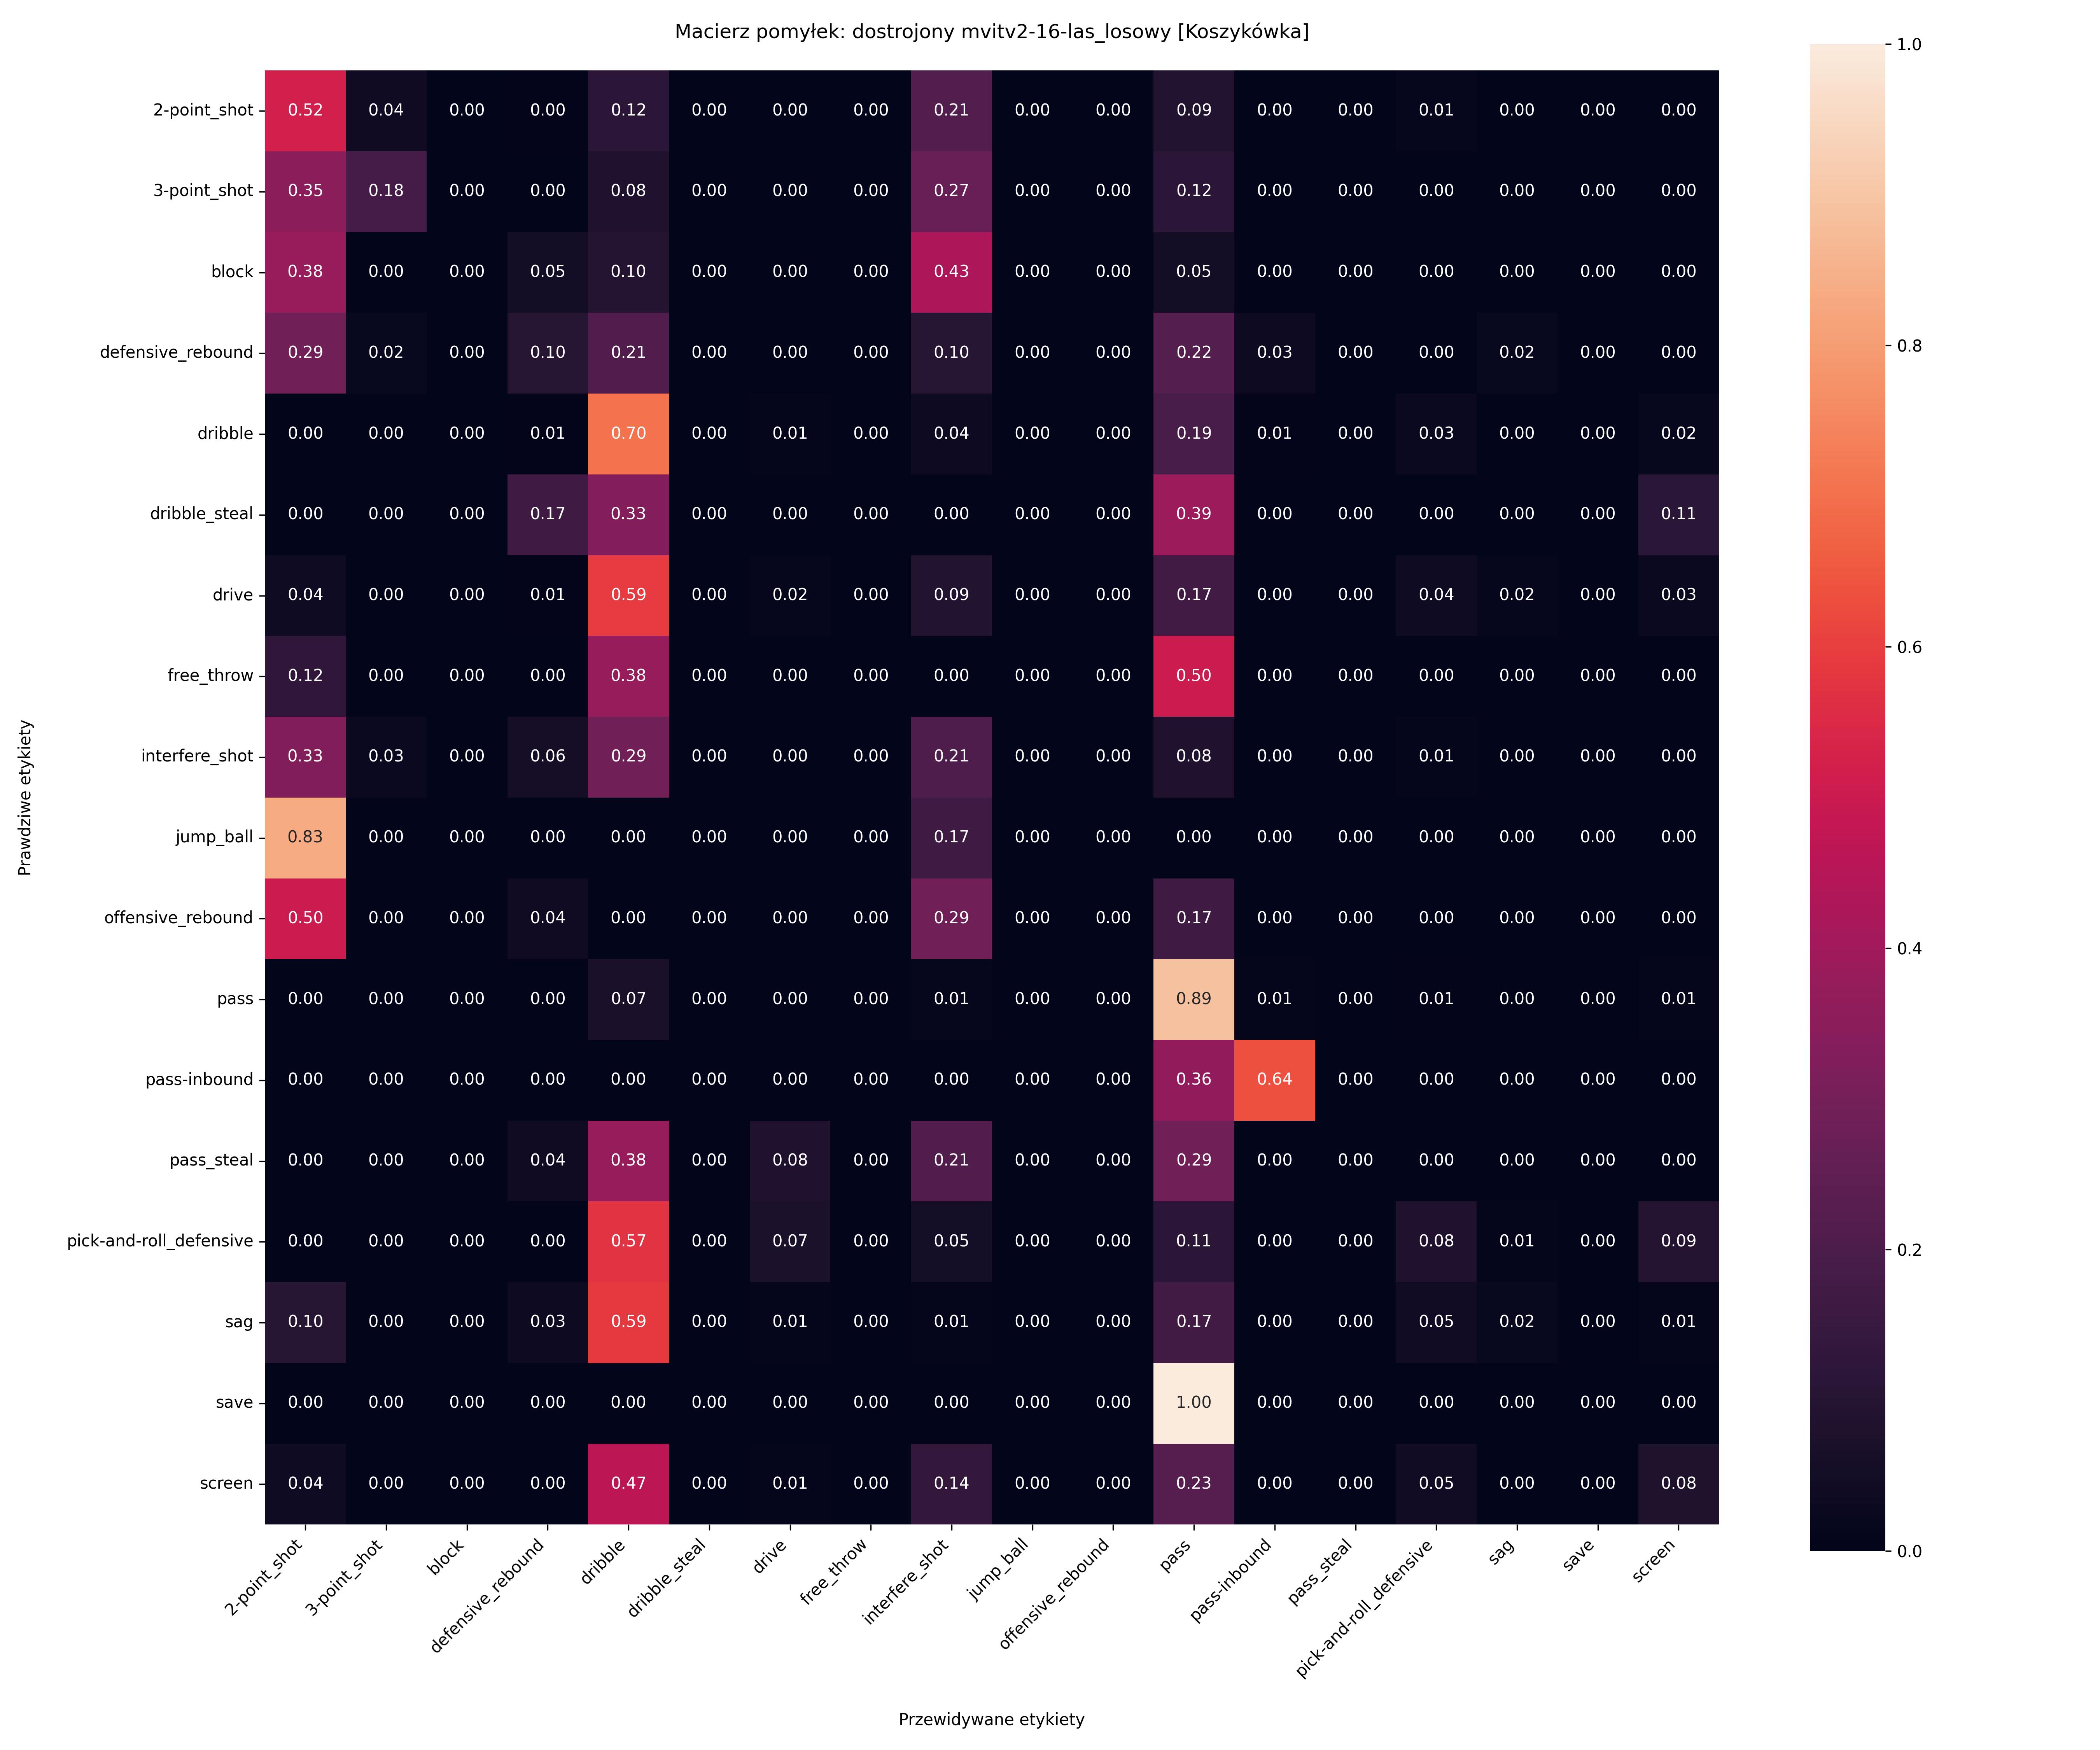 Macierz pomyłek: dostrojony mvitv2-16-las_losowy [Koszykówka]
1.0
2-point_shot 0.52 0.04 0.00 0.00 0.12 0.00 0.00 0.00 0.21 0.00 0.00 0.09 0.00 0.00 0.01 0.00 0.00 0.00
3-point_shot 0.35 0.18 0.00 0.00 0.08 0.00 0.00 0.00 0.27 0.00 0.00 0.12 0.00 0.00 0.00 0.00 0.00 0.00
block 0.38 0.00 0.00 0.05 0.10 0.00 0.00 0.00 0.43 0.00 0.00 0.05 0.00 0.00 0.00 0.00 0.00 0.00
defensive_rebound 0.29 0.02 0.00 0.10 0.21 0.00 0.00 0.00 0.10 0.00 0.00 0.22 0.03 0.00 0.00 0.02 0.00 0.00
0.8
dribble 0.00 0.00 0.00 0.01 0.70 0.00 0.01 0.00 0.04 0.00 0.00 0.19 0.01 0.00 0.03 0.00 0.00 0.02
dribble_steal 0.00 0.00 0.00 0.17 0.33 0.00 0.00 0.00 0.00 0.00 0.00 0.39 0.00 0.00 0.00 0.00 0.00 0.11
drive 0.04 0.00 0.00 0.01 0.59 0.00 0.02 0.00 0.09 0.00 0.00 0.17 0.00 0.00 0.04 0.02 0.00 0.03
0.6
free_throw 0.12 0.00 0.00 0.00 0.38 0.00 0.00 0.00 0.00 0.00 0.00 0.50 0.00 0.00 0.00 0.00 0.00 0.00
interfere_shot 0.33 0.03 0.00 0.06 0.29 0.00 0.00 0.00 0.21 0.00 0.00 0.08 0.00 0.00 0.01 0.00 0.00 0.00
Prawdziwe etykiety
jump_ball 0.83 0.00 0.00 0.00 0.00 0.00 0.00 0.00 0.17 0.00 0.00 0.00 0.00 0.00 0.00 0.00 0.00 0.00
offensive_rebound 0.50 0.00 0.00 0.04 0.00 0.00 0.00 0.00 0.29 0.00 0.00 0.17 0.00 0.00 0.00 0.00 0.00 0.00
0.4
pass 0.00 0.00 0.00 0.00 0.07 0.00 0.00 0.00 0.01 0.00 0.00 0.89 0.01 0.00 0.01 0.00 0.00 0.01
pass-inbound 0.00 0.00 0.00 0.00 0.00 0.00 0.00 0.00 0.00 0.00 0.00 0.36 0.64 0.00 0.00 0.00 0.00 0.00
pass_steal 0.00 0.00 0.00 0.04 0.38 0.00 0.08 0.00 0.21 0.00 0.00 0.29 0.00 0.00 0.00 0.00 0.00 0.00
pick-and-roll_defensive 0.00 0.00 0.00 0.00 0.57 0.00 0.07 0.00 0.05 0.00 0.00 0.11 0.00 0.00 0.08 0.01 0.00 0.09
0.2
sag 0.10 0.00 0.00 0.03 0.59 0.00 0.01 0.00 0.01 0.00 0.00 0.17 0.00 0.00 0.05 0.02 0.00 0.01
save 0.00 0.00 0.00 0.00 0.00 0.00 0.00 0.00 0.00 0.00 0.00 1.00 0.00 0.00 0.00 0.00 0.00 0.00
screen 0.04 0.00 0.00 0.00 0.47 0.00 0.01 0.00 0.14 0.00 0.00 0.23 0.00 0.00 0.05 0.00 0.00 0.08
0.0
2-point_shot
3-point_shot
block
defensive_rebound
dribble
dribble_steal
drive
free_throw
interfere_shot
jump_ball
offensive_rebound
pass
pass-inbound
pass_steal
pick-and-roll_defensive
sag
save
screen
Przewidywane etykiety